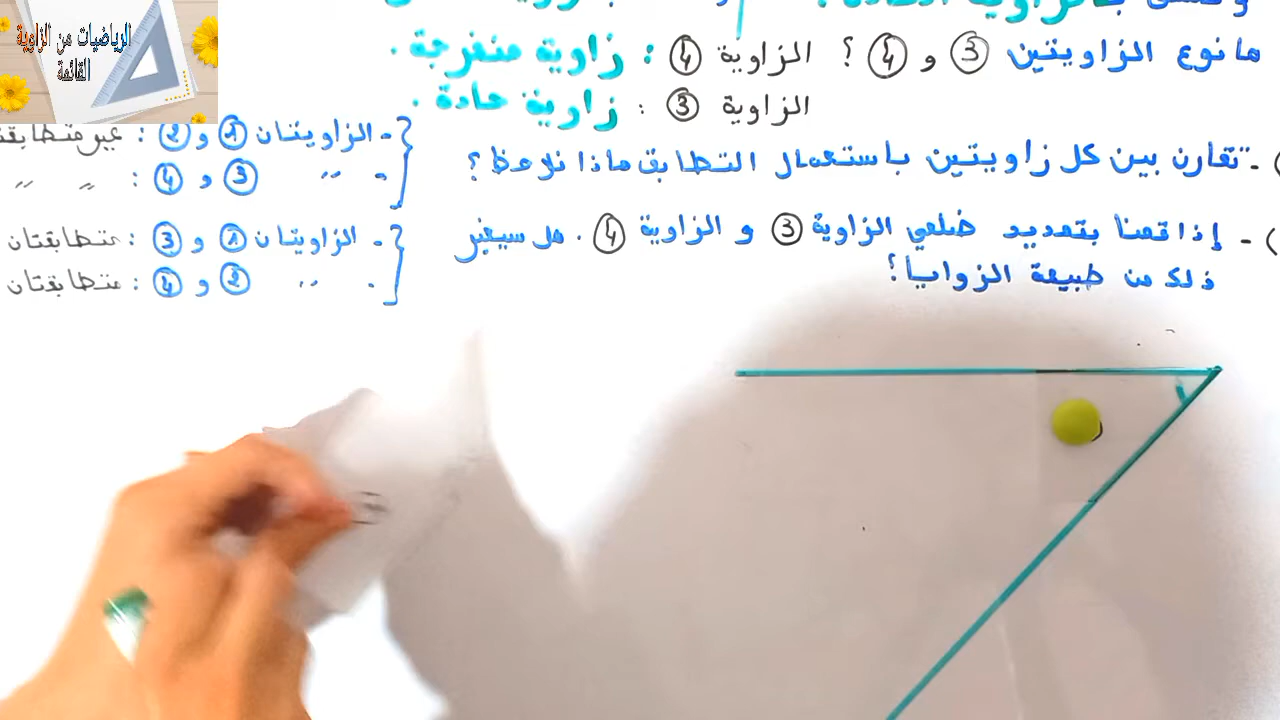 الرياضيات من الزاوية
القائمة
ما نوع الزاويتين ③ و ④ ؟ الزاوية ④ : زاوية منفرجة .
الزاوية ③ : زاوية حادة .
- تقارن بين كل زاويتين باستعمال التطابق ماذا نلاحظ ؟
- إذا قمنا بتمديد ضلعي الزاوية ③ و الزاوية ④ . هل سيغير
ذلك من طبيعة الزوايا ؟
- الزاويتان ① و ② : غير
- " ③ و ④ : " "
- الزاويتان ① و ③ : متطابقتان
- " ② و ④ : متطابقتان